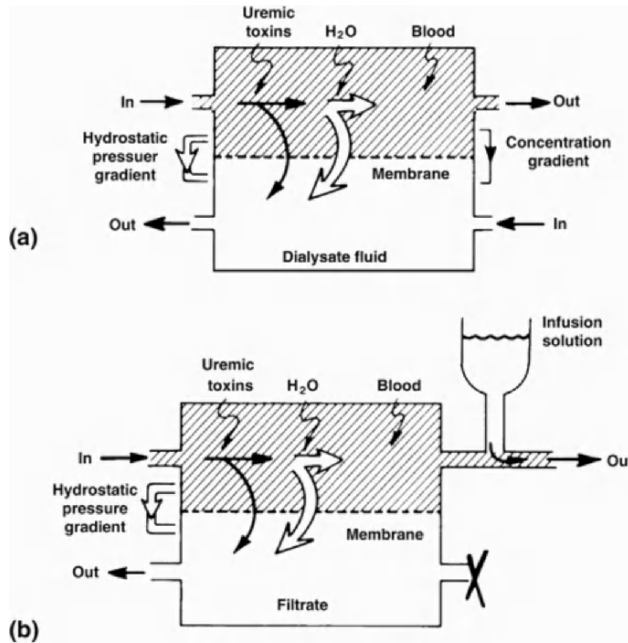 Uremic
toxins
H₂O
Blood
In
Out
Hydrostatic
pressuer
gradient
Concentration
gradient
Membrane
Out
In
(a)
Dialysate fluid
Infusion
solution
Uremic
toxins
H₂O
Blood
In
Ou
Hydrostatic
pressure
gradient
Membrane
Out
Filtrate
(b)